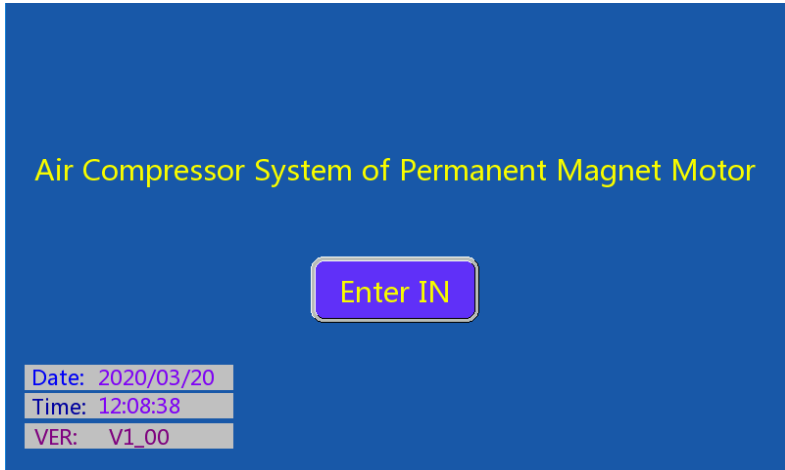 Air Compressor System of Permanent Magnet Motor
Enter IN
Date: 2020/03/20
Time: 12:08:38
VER: V1_00